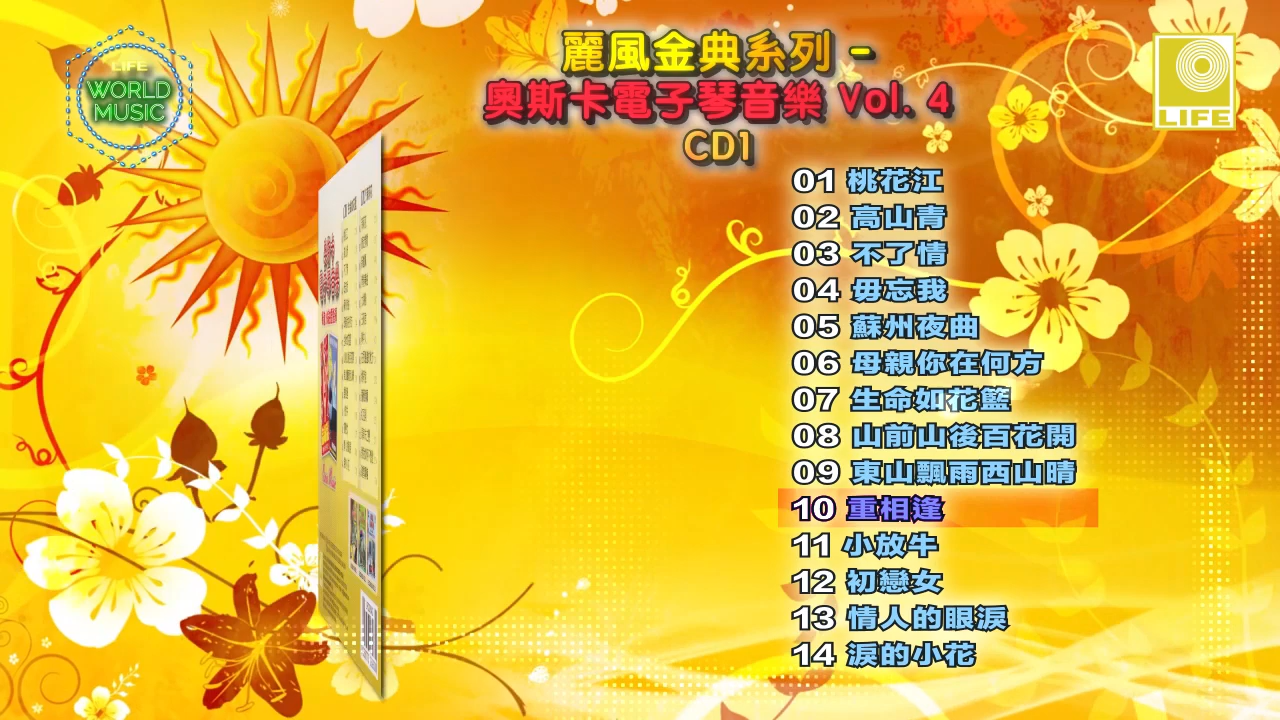 LIFE
WORLD
MUSIC
麗風金典系列 -
奧斯卡電子琴音樂 Vol. 4
CD1
LIFE
01 桃花江
02 高山青
03 不了情
04 毋忘我
05 蘇州夜曲
06 母親你在何方
07 生命如花籃
08 山前山後百花開
09 東山飄雨西山晴
10 重相逢
11 小放牛
12 初戀女
13 情人的眼淚
14 淚的小花